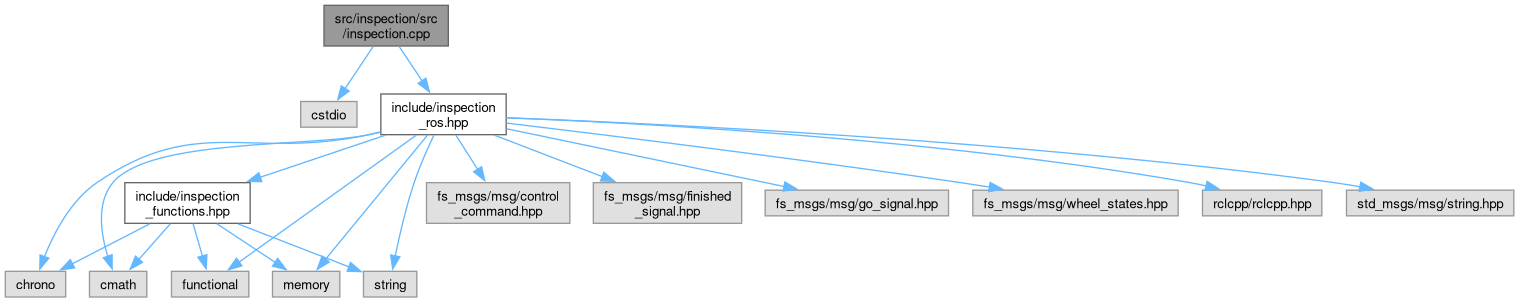 src/inspection/src
/inspection.cpp
cstdio
include/inspection
_ros.hpp
include/inspection
_functions.hpp
fs_msgs/msg/control
_command.hpp
fs_msgs/msg/finished
_signal.hpp
fs_msgs/msg/go_signal.hpp
fs_msgs/msg/wheel_states.hpp
rclcpp/rclcpp.hpp
std_msgs/msg/string.hpp
chrono
cmath
functional
memory
string